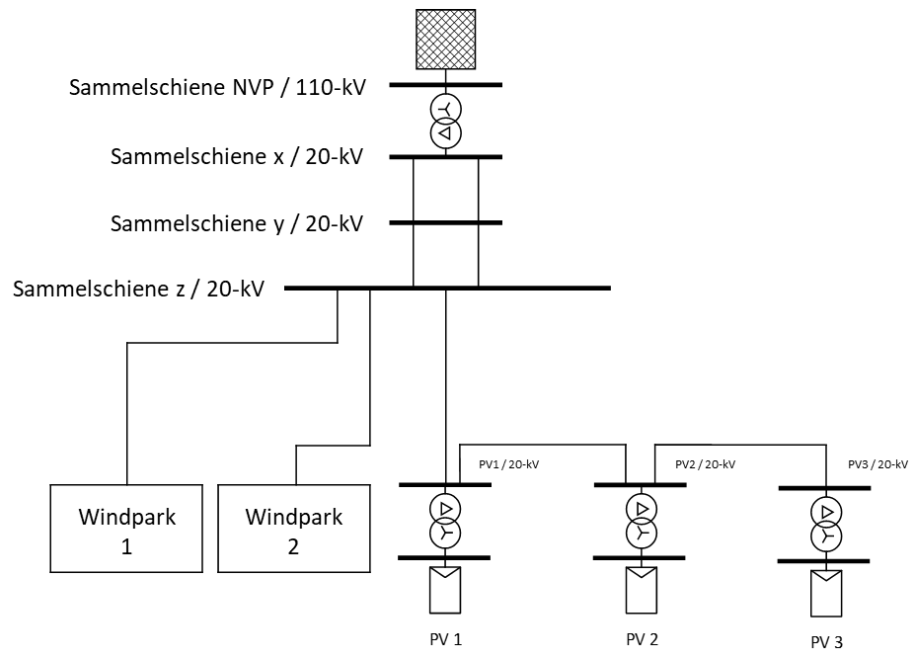 Sammelschiene NVP / 110-kV
Sammelschiene x / 20-kV
Sammelschiene y / 20-kV
Sammelschiene z / 20-kV
PV1 / 20-kV
PV2 / 20-kV
PV3 / 20-kV
Windpark
1
Windpark
2
PV 1
PV 2
PV 3